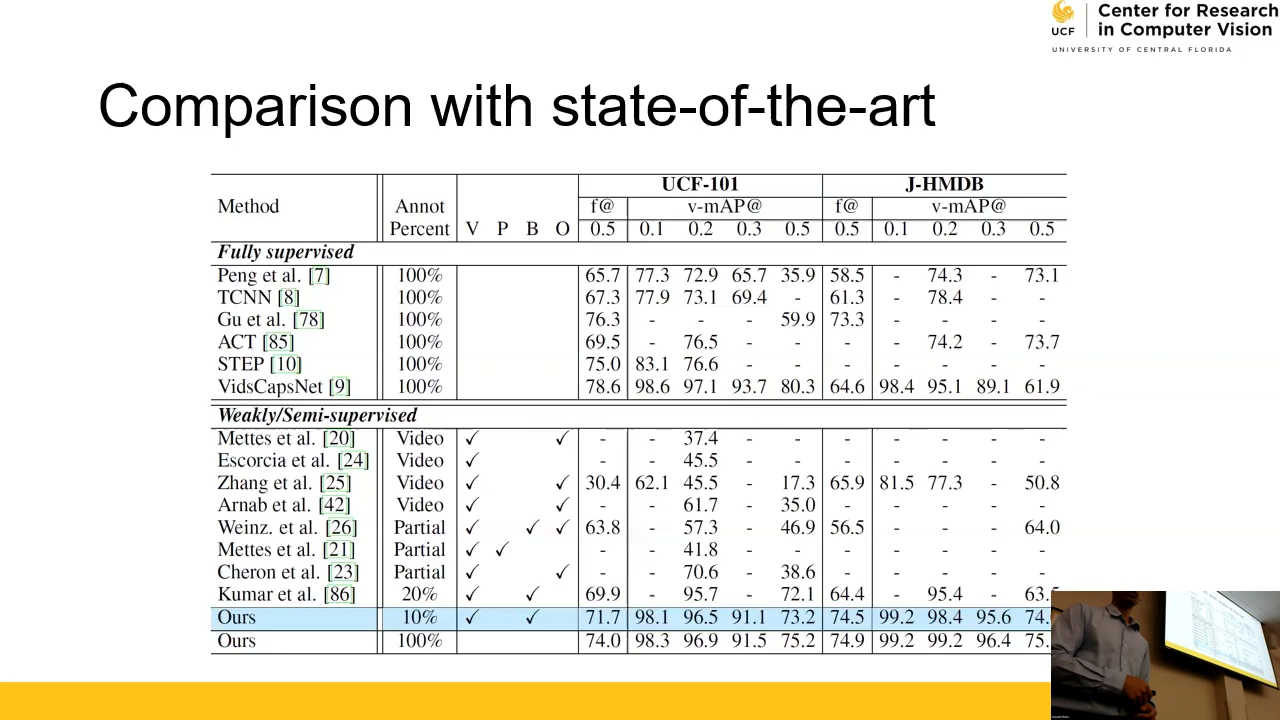 UCF
Center for Research
in Computer Vision
UNIVERSITY OF CENTRAL FLORIDA
Comparison with state-of-the-art
UCF-101 J-HMDB
Method Annot f@ v-mAP@ f@ v-mAP@
Percent V P B O 0.5 0.1 0.2 0.3 0.5 0.5 0.1 0.2 0.3 0.5
Fully supervised
Peng et al. [7] 100% 65.7 77.3 72.9 65.7 35.9 58.5 - 74.3 - 73.1
TCNN [8] 100% 67.3 77.9 73.1 69.4 - 61.3 - 78.4 - -
Gu et al. [78] 100% 76.3 - - - 59.9 73.3 - - - -
ACT [85] 100% 69.5 - 76.5 - - - - 74.2 - 73.7
STEP [10] 100% 75.0 83.1 76.6 - - - - - - -
VidsCapsNet [9] 100% 78.6 98.6 97.1 93.7 80.3 64.6 98.4 95.1 89.1 61.9
Weakly/Semi-supervised
Mettes et al. [20] Video ✓ ✓ - - 37.4 - - - - - - -
Escorcia et al. [24] Video ✓ - - 45.5 - - - - - - -
Zhang et al. [25] Video ✓ ✓ 30.4 62.1 45.5 - 17.3 65.9 81.5 77.3 - 50.8
Arnab et al. [42] Video ✓ ✓ - - 61.7 - 35.0 - - - - -
Weinz. et al. [26] Partial ✓ ✓ ✓ 63.8 - 57.3 - 46.9 56.5 - - - 64.0
Mettes et al. [21] Partial ✓ ✓ - - 41.8 - - - - - - -
Cheron et al. [23] Partial ✓ ✓ - - 70.6 - 38.6 - - - - -
Kumar et al. [86] 20% ✓ ✓ 69.9 - 95.7 - 72.1 64.4 - 95.4 - 63.
Ours 10% ✓ ✓ 71.7 98.1 96.5 91.1 73.2 74.5 99.2 98.4 95.6 74.
Ours 100% 74.0 98.3 96.9 91.5 75.2 74.9 99.2 99.2 96.4 75.